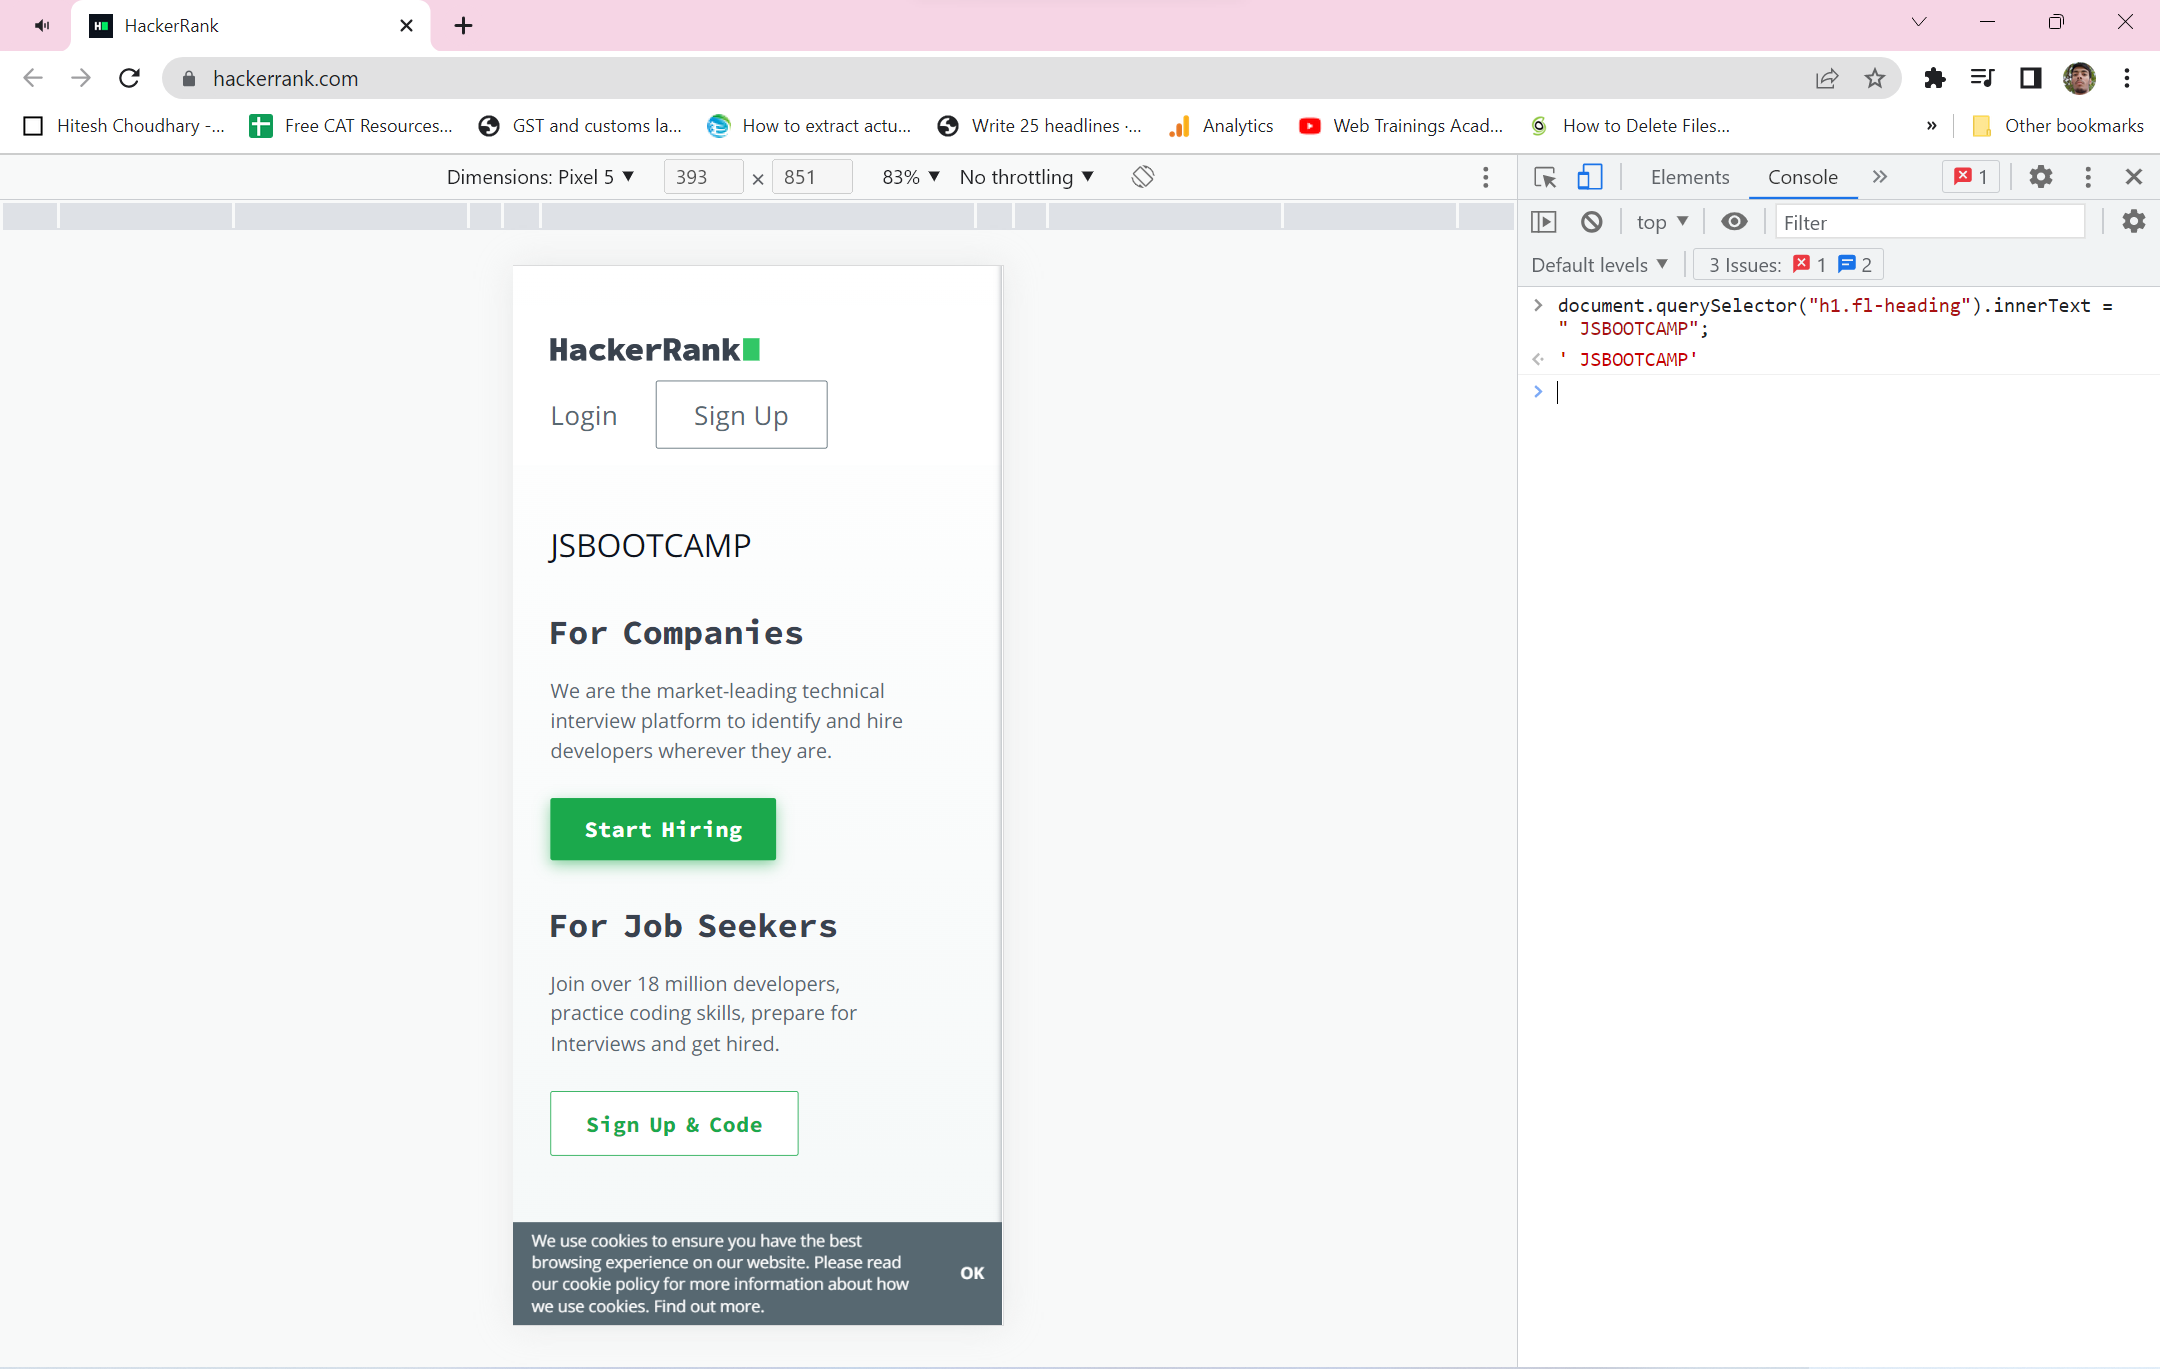 HackerRank
hackerrank.com
Hitesh Choudhary -...
Free CAT Resources...
GST and customs la...
How to extract actu...
Write 25 headlines ·...
Analytics
Web Trainings Acad...
How to Delete Files...
»
Other bookmarks
Dimensions: Pixel 5 ▼ 393 × 851 83% ▼ No throttling ▼
Elements Console » 1
top ▼ Filter
Default levels ▼ 3 Issues: 1 2
HackerRank
Login Sign Up
JSBOOTCAMP
For Companies
We are the market-leading technical
interview platform to identify and hire
developers wherever they are.
Start Hiring
For Job Seekers
Join over 18 million developers,
practice coding skills, prepare for
Interviews and get hired.
Sign Up & Code
We use cookies to ensure you have the best
browsing experience on our website. Please read
our cookie policy for more information about how
we use cookies. Find out more.
OK
document.querySelector("h1.fl-heading").innerText =
" JSBOOTCAMP";
' JSBOOTCAMP'